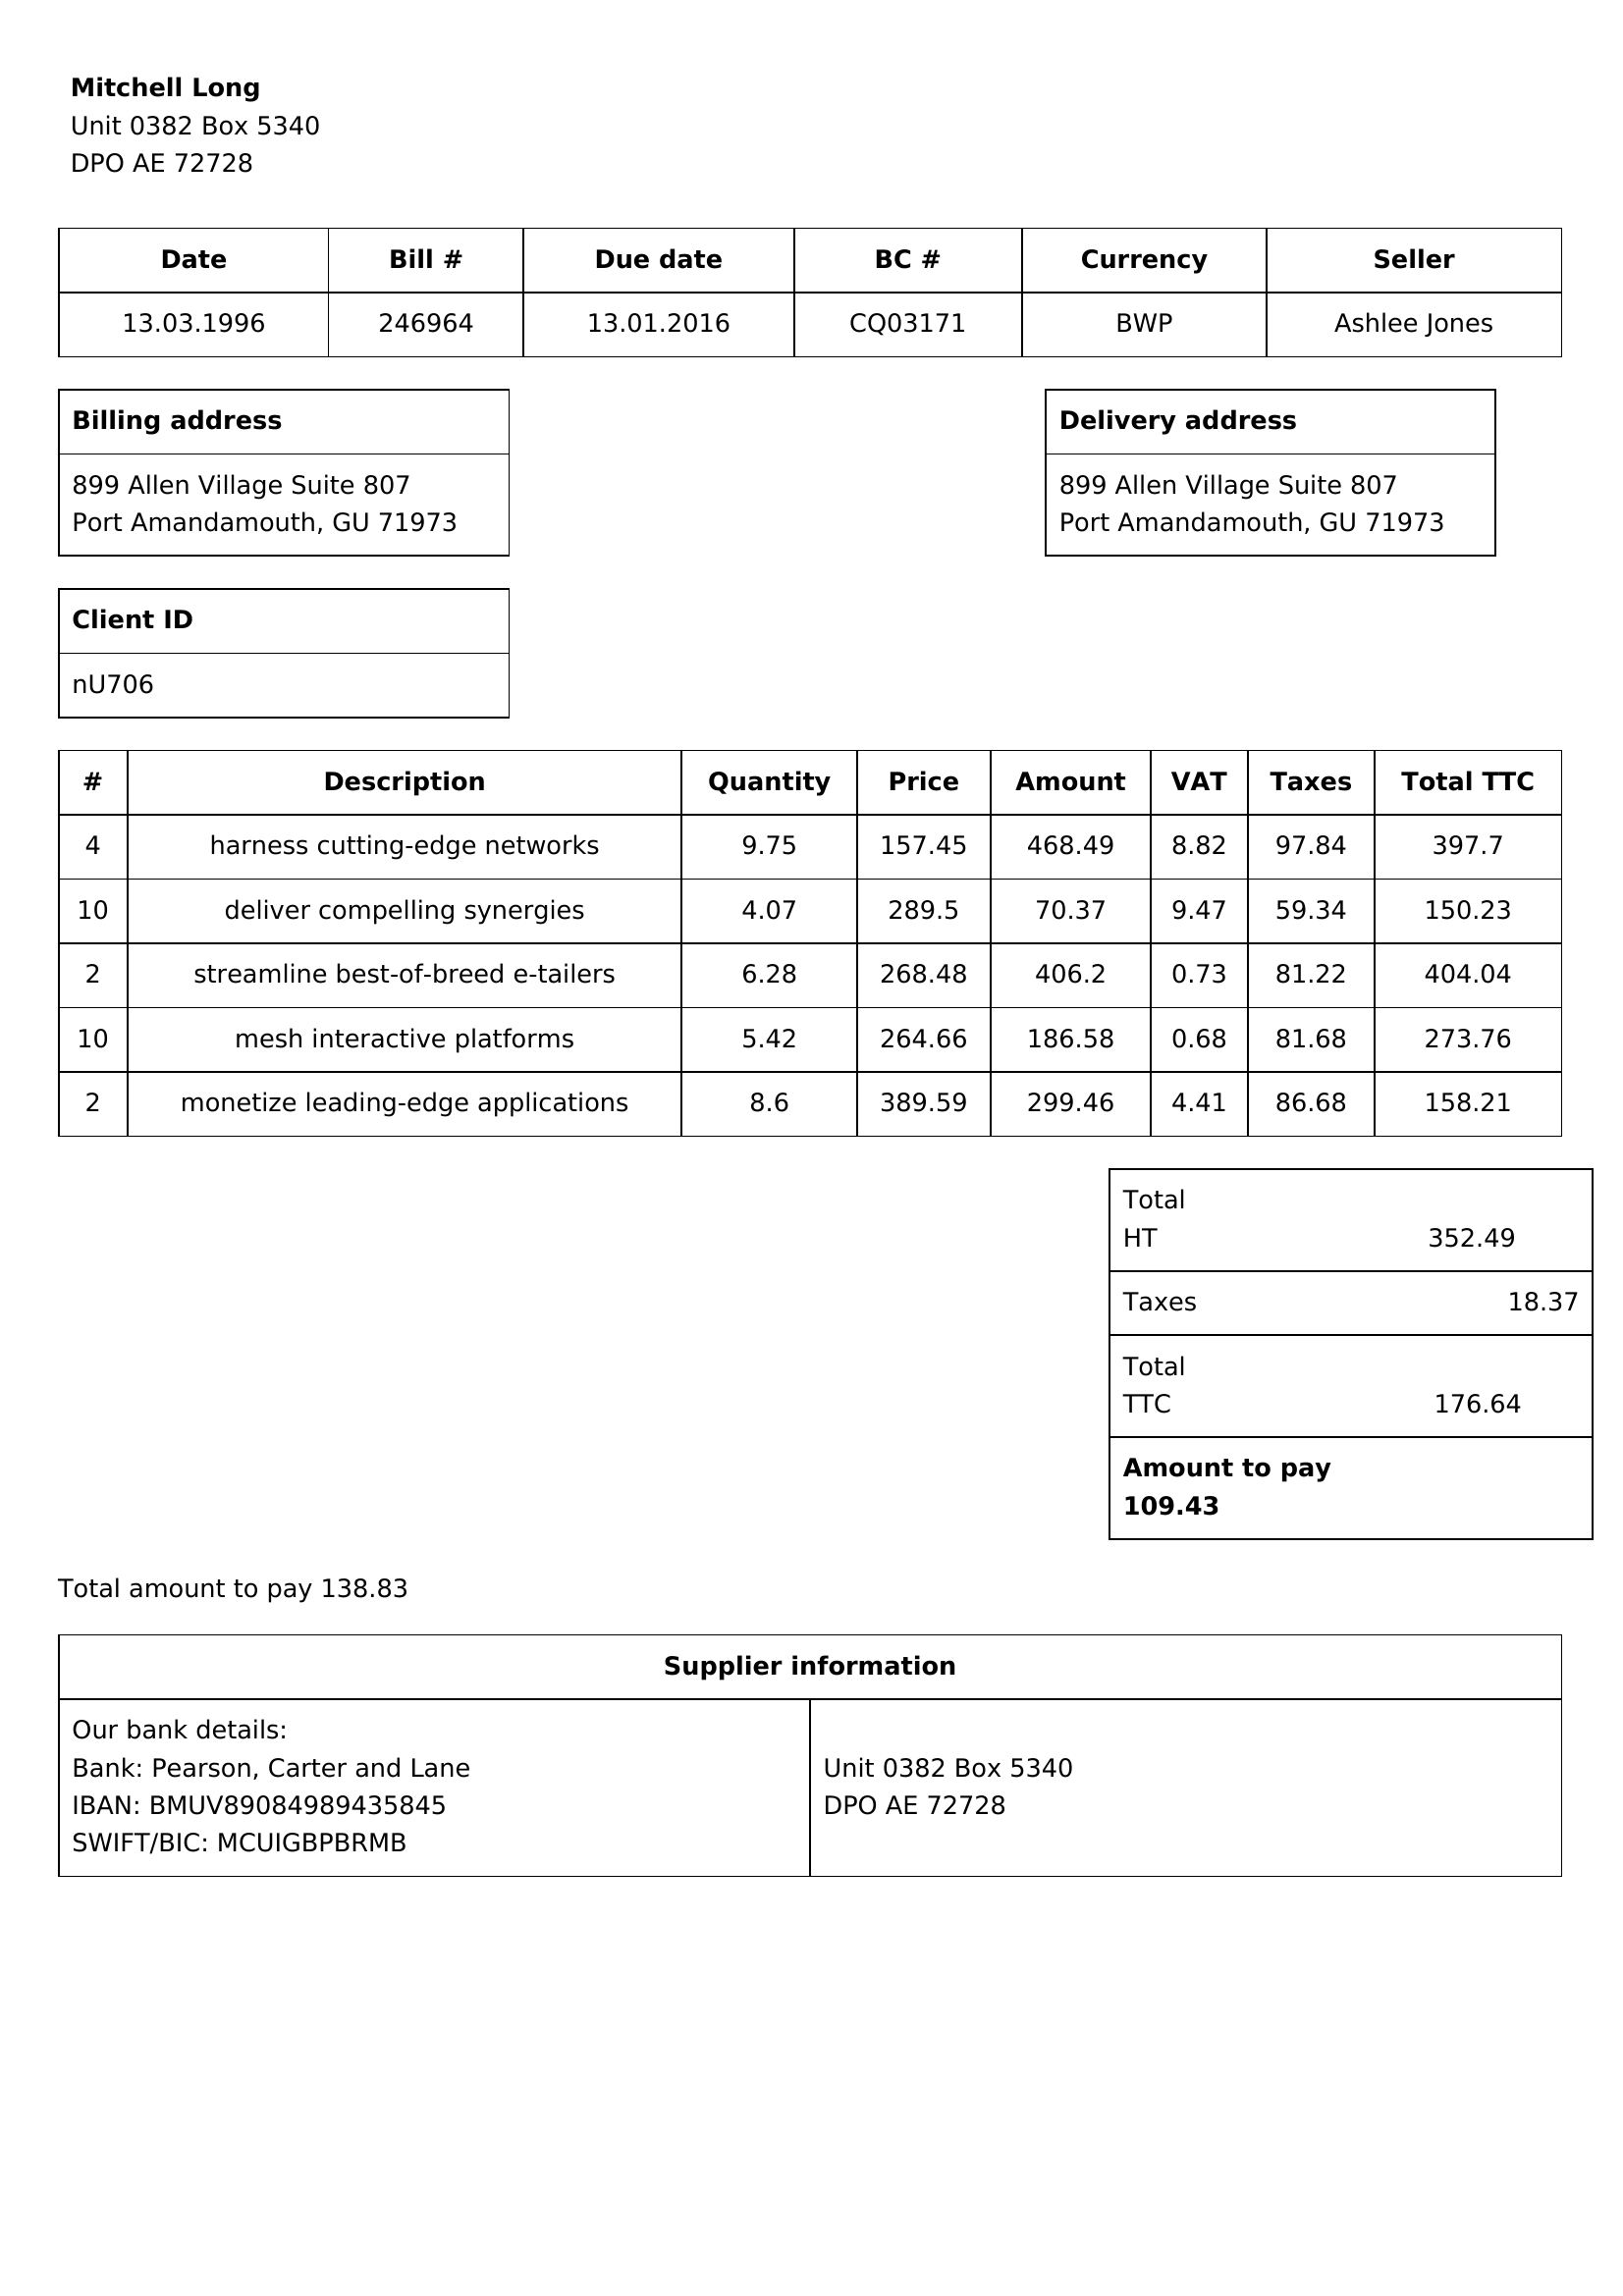 Mitchell Long
Unit 0382 Box 5340
DPO AE 72728
Date Bill # Due date BC # Currency Seller
13.03.1996 246964 13.01.2016 CQ03171 BWP Ashlee Jones
Billing address
899 Allen Village Suite 807
Port Amandamouth, GU 71973
Delivery address
899 Allen Village Suite 807
Port Amandamouth, GU 71973
Client ID
nU706
# Description Quantity Price Amount VAT Taxes Total TTC
4 harness cutting-edge networks 9.75 157.45 468.49 8.82 97.84 397.7
10 deliver compelling synergies 4.07 289.5 70.37 9.47 59.34 150.23
2 streamline best-of-breed e-tailers 6.28 268.48 406.2 0.73 81.22 404.04
10 mesh interactive platforms 5.42 264.66 186.58 0.68 81.68 273.76
2 monetize leading-edge applications 8.6 389.59 299.46 4.41 86.68 158.21
Total
HT 352.49
Taxes 18.37
Total
TTC 176.64
Amount to pay
109.43
Total amount to pay 138.83
Supplier information
Our bank details:
Bank: Pearson, Carter and Lane
IBAN: BMUV89084989435845
SWIFT/BIC: MCUIGBPBRMB
Unit 0382 Box 5340
DPO AE 72728